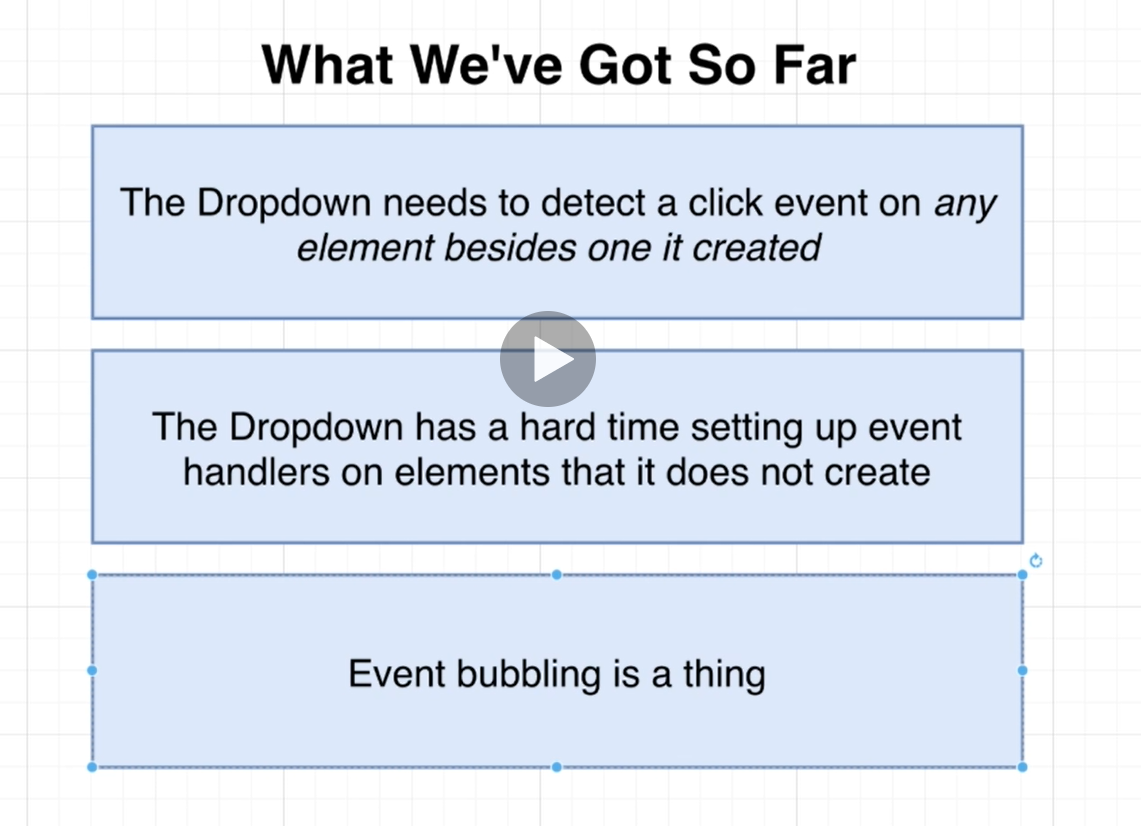 What We've Got So Far
The Dropdown needs to detect a click event on any
element besides one it created
The Dropdown has a hard time setting up event
handlers on elements that it does not create
Event bubbling is a thing